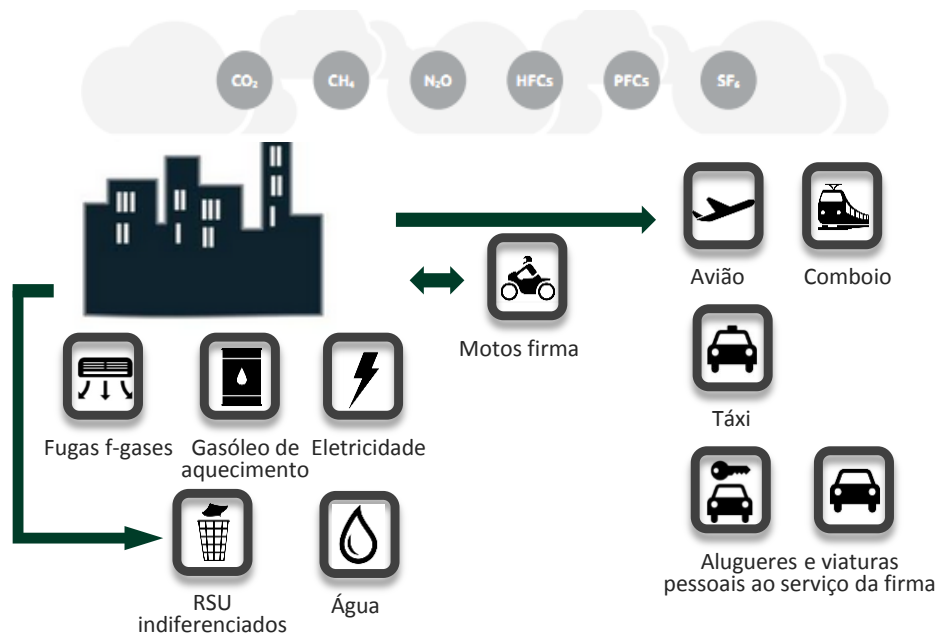 CO₂ CH₄ N₂O HFCs PFCs SF₆
Avião
Comboio
Motos firma
Táxi
Fugas f-gases
Gasóleo de
aquecimento
Eletricidade
Alugueres e viaturas
pessoais ao serviço da firma
RSU
indiferenciados
Água